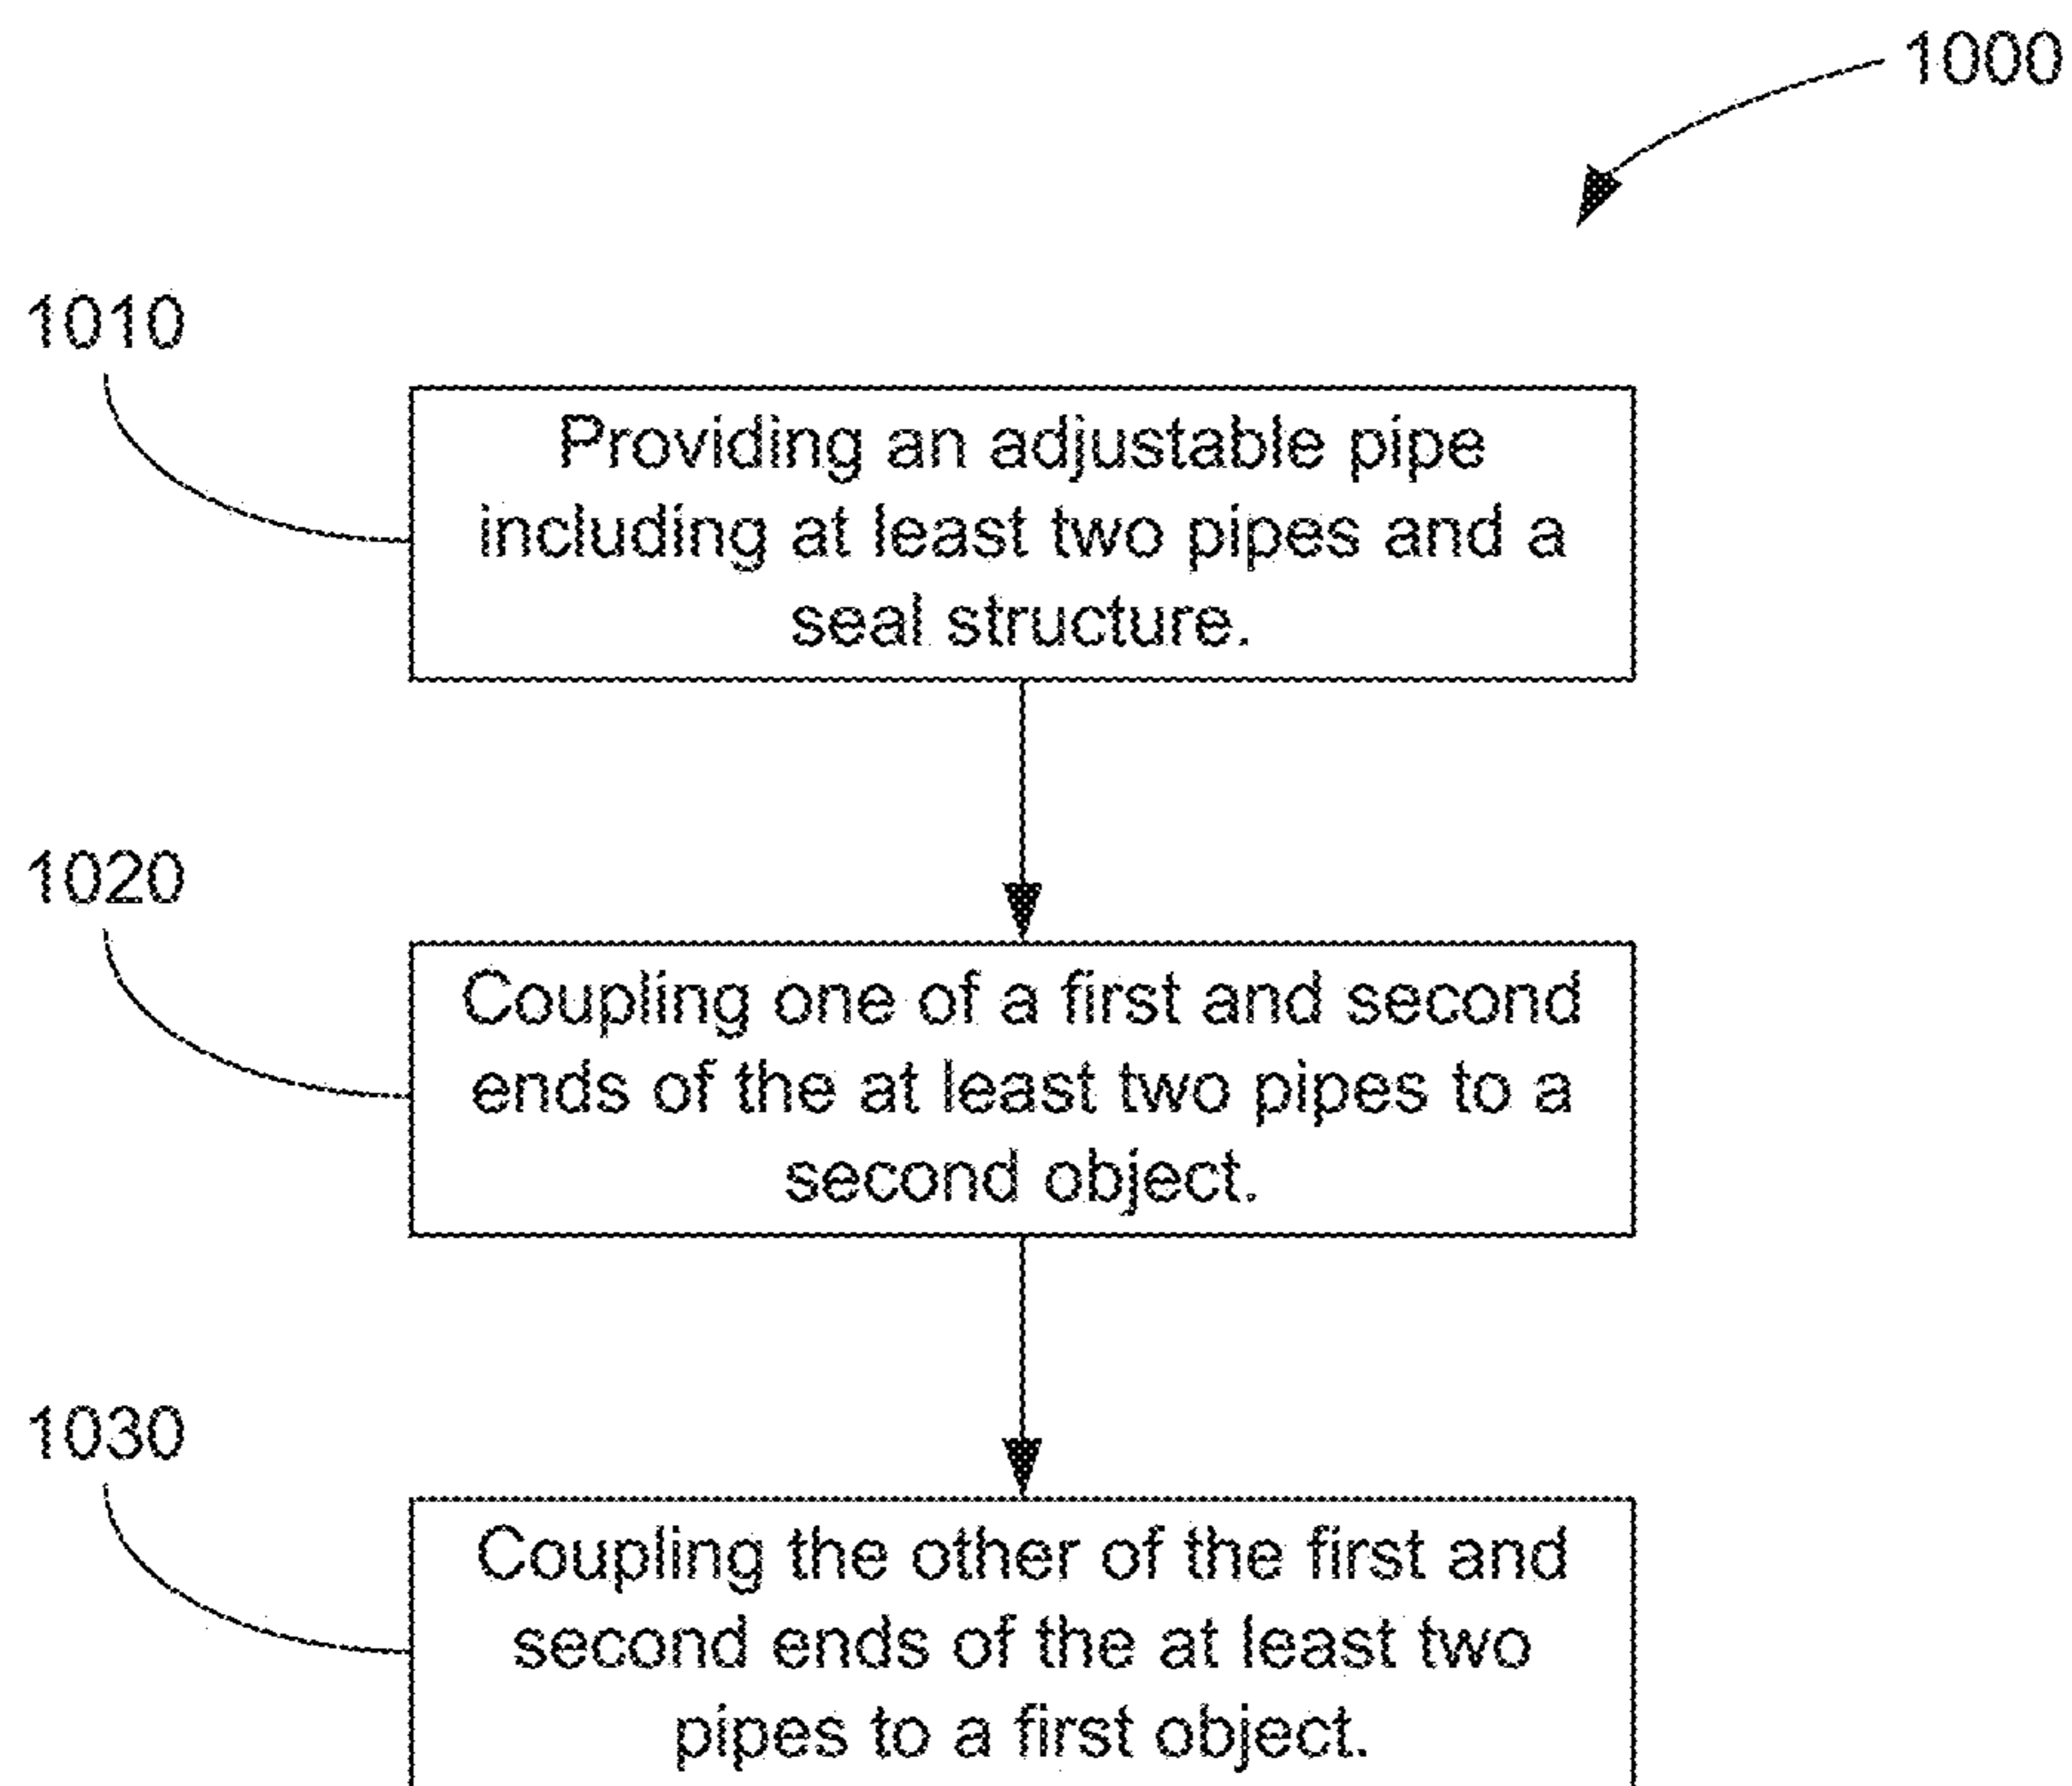 1000
1010
Providing an adjustable pipe
including at least two pipes and a
seal structure.
1020
Coupling one of a first and second
ends of the at least two pipes to a
second object.
1030
Coupling the other of the first and
second ends of the at least two
pipes to a first object.